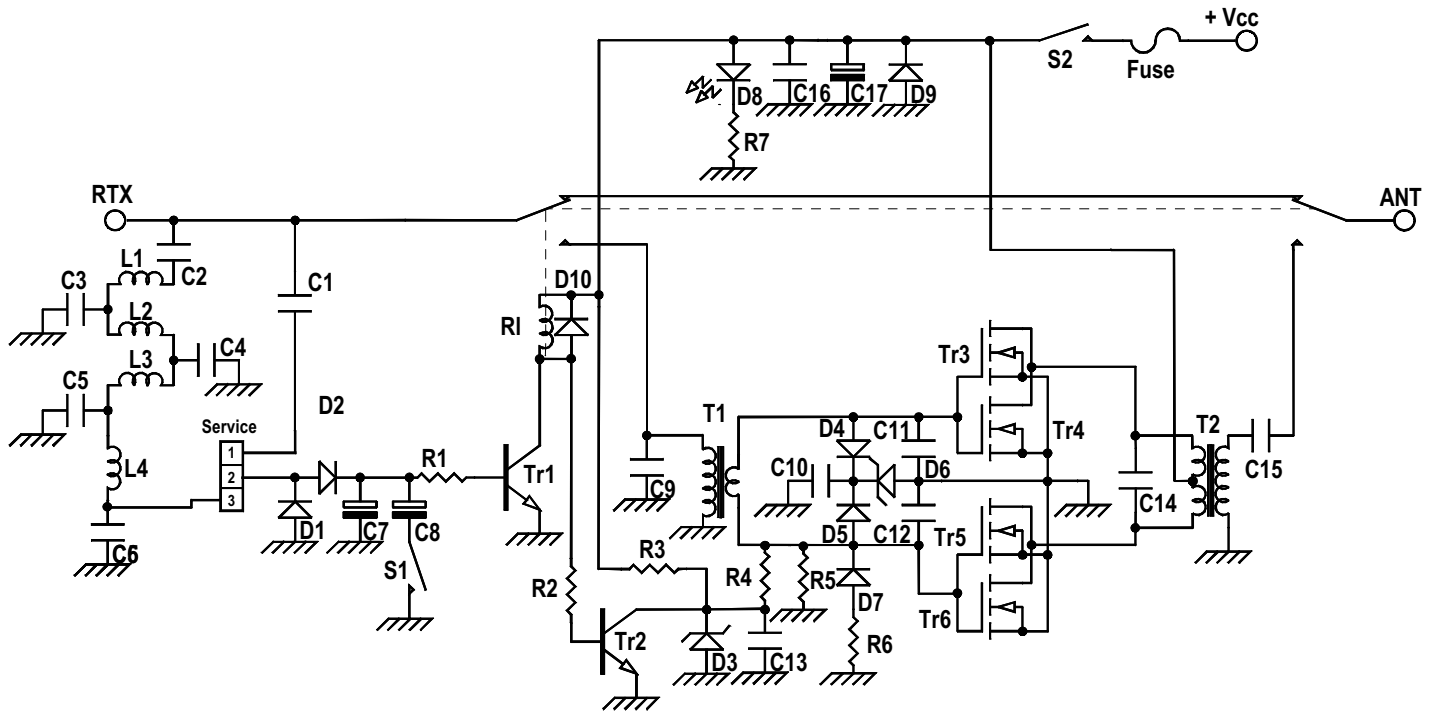 + Vcc
S2
Fuse
D8
C16
C17
D9
R7
RTX
ANT
L1
C2
C3
C1
D10
L2
Rl
C4
L3
C5
Tr3
D2
T1
Service
D4
C11
Tr4
T2
1
2
3
L4
R1
Tr1
C10
D6
C15
C9
C14
D1
C7
C8
D5
C12
Tr5
C6
S1
R3
R4
R5
R2
D7
Tr6
Tr2
R6
D3
C13